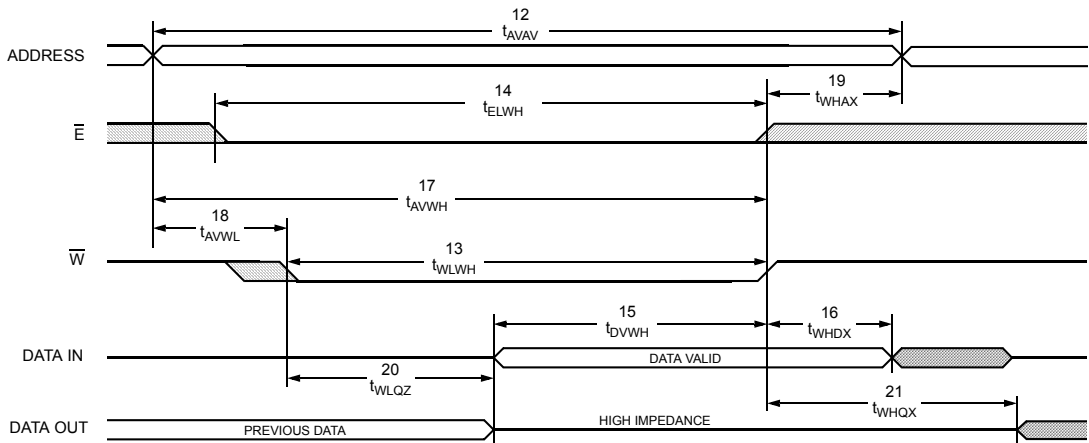 12
tAVAV
ADDRESS
19
tWHAX
14
tELWH
E
17
tAVWH
18
tAVWL
W
13
tWLWH
15
tDVWH
16
tWHDX
DATA IN
DATA VALID
20
tWLQZ
21
tWHQX
DATA OUT
PREVIOUS DATA
HIGH IMPEDANCE